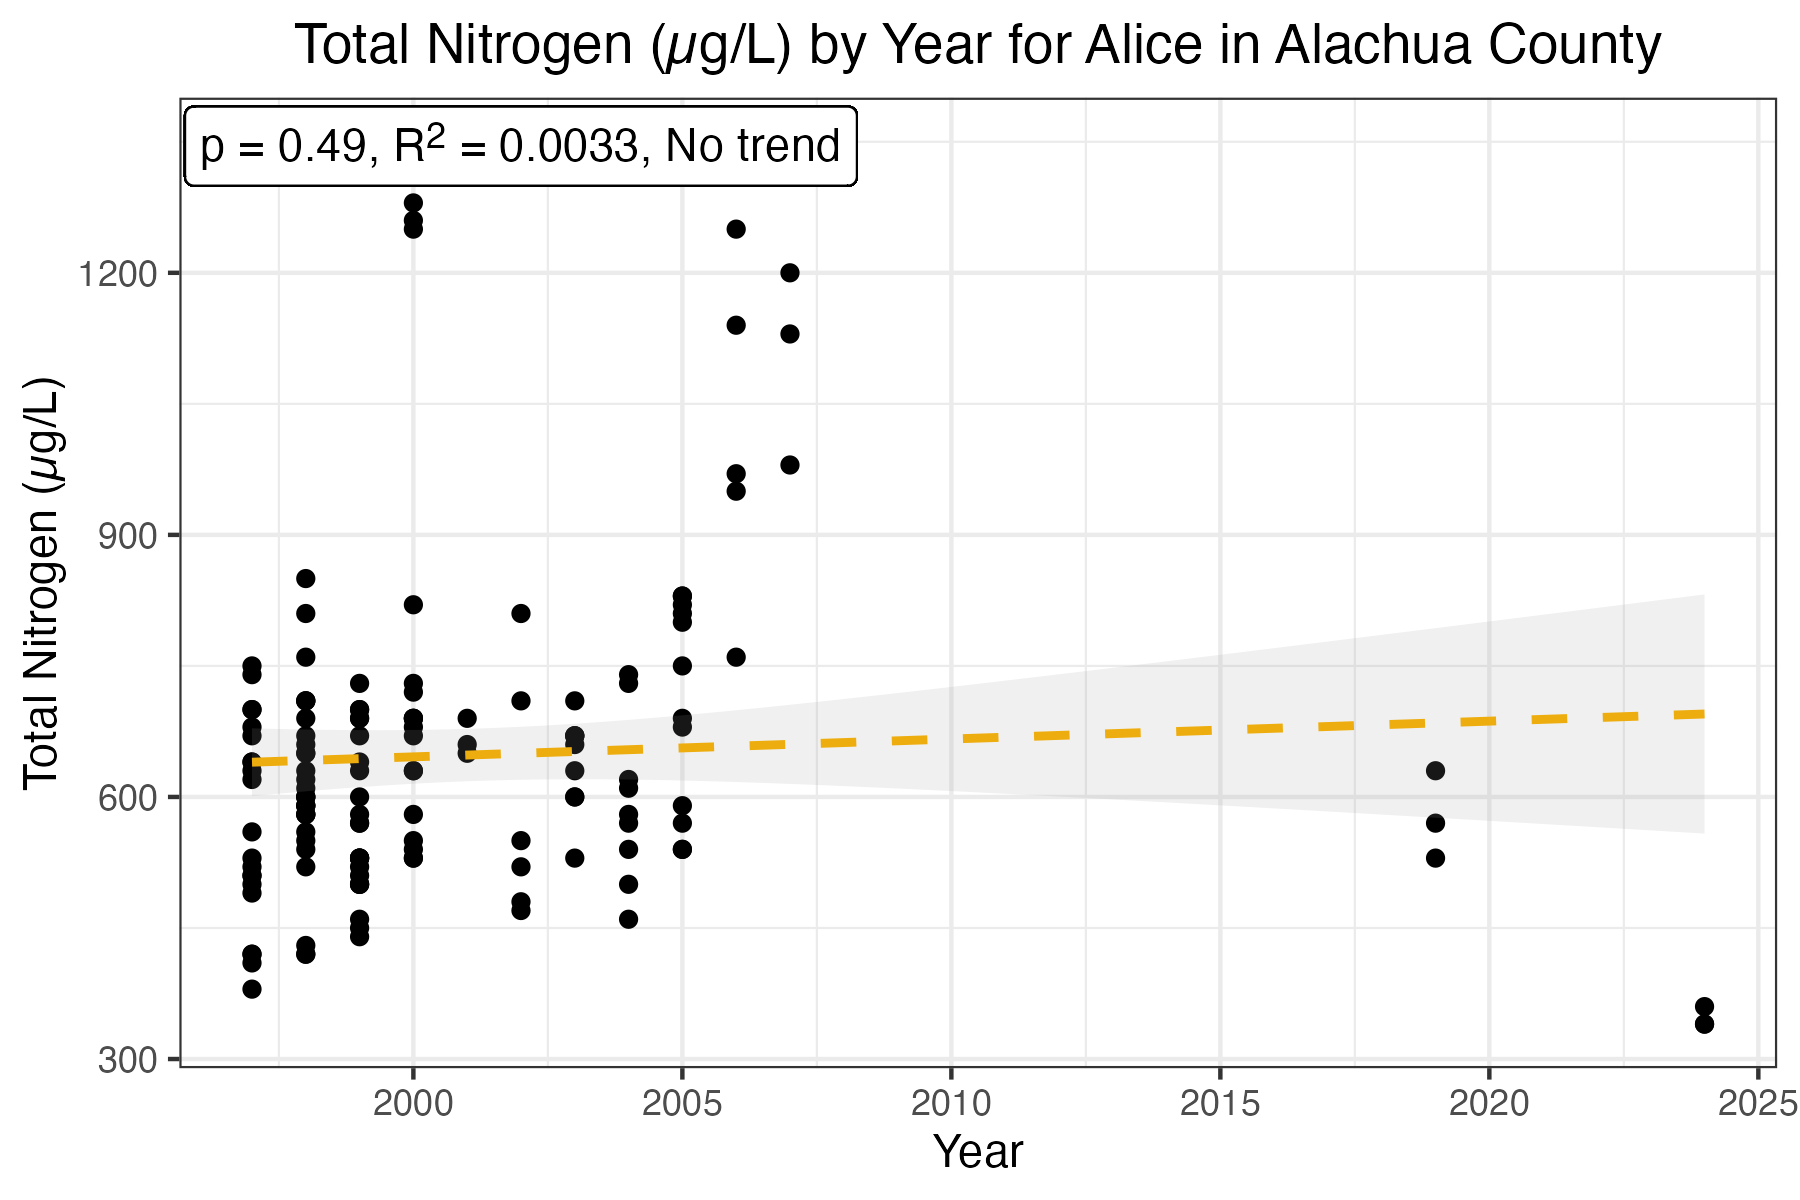 Total Nitrogen (µg/L) by Year for Alice in Alachua County
p = 0.49, R² = 0.0033, No trend
Total Nitrogen (µg/L)
1200
900
600
300
2000 2005 2010 2015 2020 2025
Year